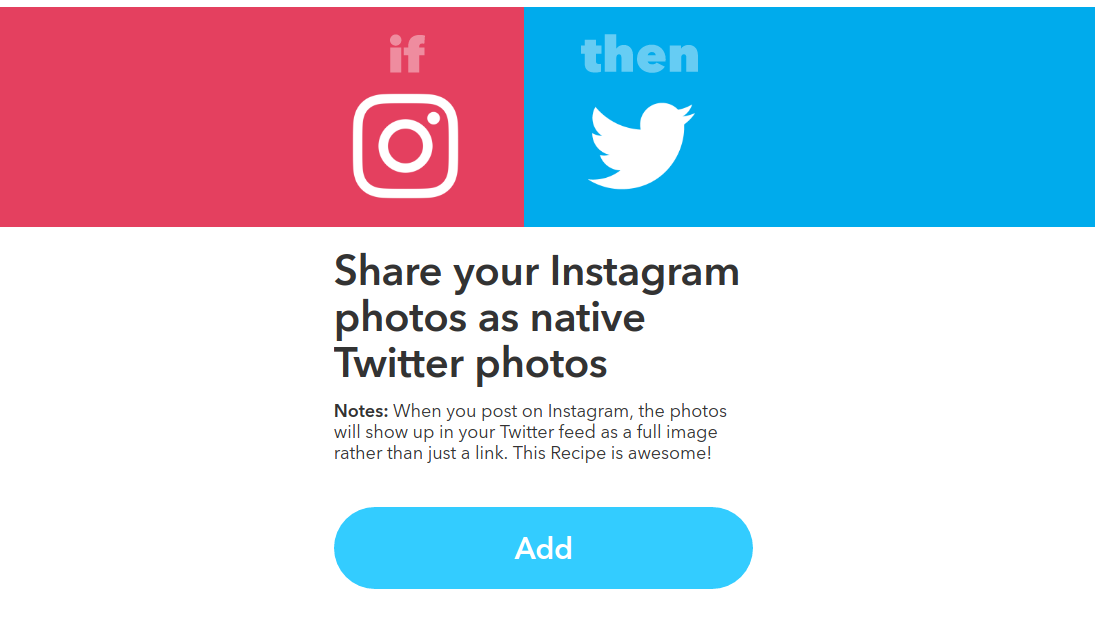 if
then
Share your Instagram
photos as native
Twitter photos
Notes: When you post on Instagram, the photos
will show up in your Twitter feed as a full image
rather than just a link. This Recipe is awesome!
Add